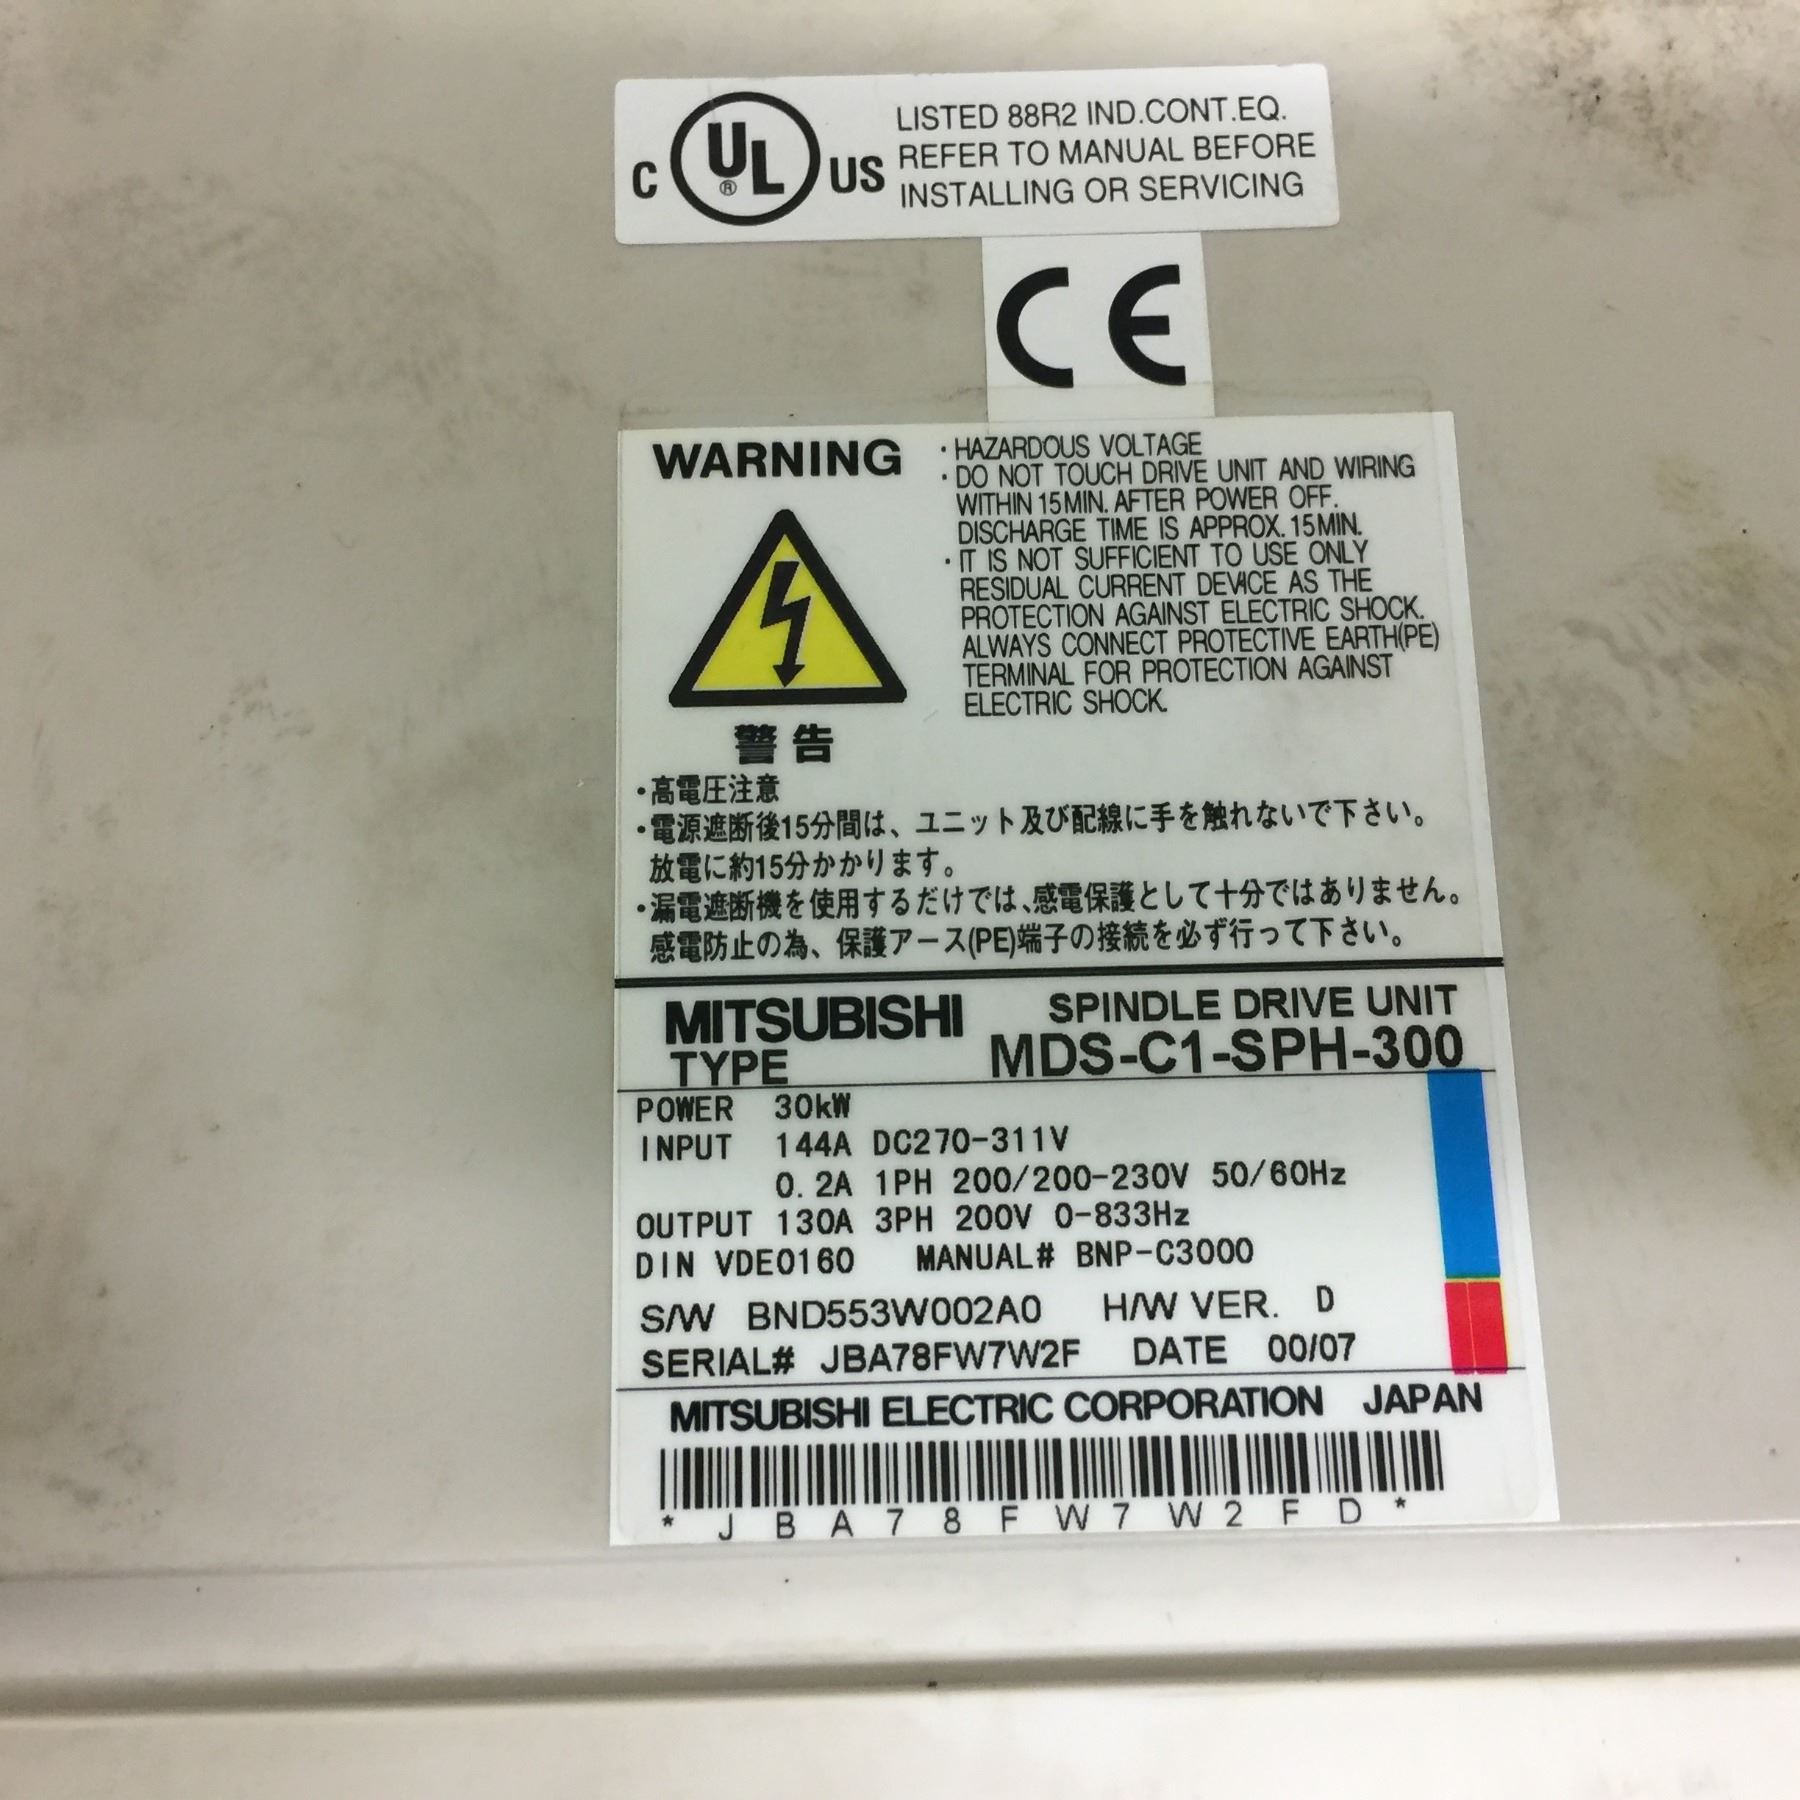 C UL® US
LISTED 88R2 IND.CONT.EQ.
REFER TO MANUAL BEFORE
INSTALLING OR SERVICING
CE
WARNING
・HAZARDOUS VOLTAGE
・DO NOT TOUCH DRIVE UNIT AND WIRING
WITHIN 15MIN. AFTER POWER OFF.
DISCHARGE TIME IS APPROX. 15MIN.
・IT IS NOT SUFFICIENT TO USE ONLY
RESIDUAL CURRENT DEVICE AS THE
PROTECTION AGAINST ELECTRIC SHOCK.
ALWAYS CONNECT PROTECTIVE EARTH(PE)
TERMINAL FOR PROTECTION AGAINST
ELECTRIC SHOCK.
警告
・高電圧注意
・電源遮断後15分間は、ユニット及び配線に手を触れないで下さい。
放電に約15分かかります。
・漏電遮断機を使用するだけでは、感電保護として十分ではありません。
感電防止の為、保護アース(PE)端子の接続を必ず行って下さい。
MITSUBISHI SPINDLE DRIVE UNIT
TYPE MDS-C1-SPH-300
POWER 30kW
INPUT 144A DC270-311V
0.2A 1PH 200/200-230V 50/60Hz
OUTPUT 130A 3PH 200V 0-833Hz
DIN VDE0160 MANUAL# BNP-C3000
S/W BND553W002A0 H/W VER. D
SERIAL# JBA78FW7W2F DATE 00/07
MITSUBISHI ELECTRIC CORPORATION JAPAN
* J B A 7 8 F W 7 W 2 F D *